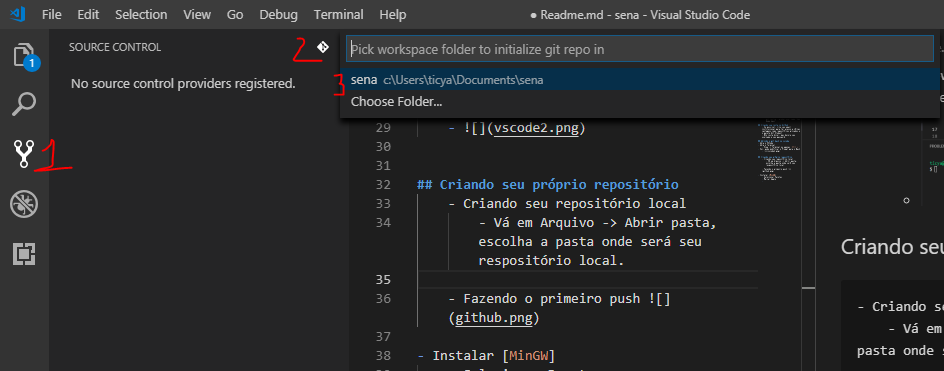 File Edit Selection View Go Debug Terminal Help ● Readme.md - sena - Visual Studio Code
1
SOURCE CONTROL
2
Pick workspace folder to initialize git repo in
No source control providers registered.
3
sena c:\Users\ticya\Documents\sena
Choose Folder...
29 - ![](vscode2.png)
30
31
32 ## Criando seu próprio repositório
33 - Criando seu repositório local
34 - Vá em Arquivo -> Abrir pasta,
escolha a pasta onde será seu
respositório local.
35
36 - Fazendo o primeiro push ![]
(github.png)
37
38 - Instalar [MinGW]
1
Criando seu
- Criando se
- Vá em
pasta onde s